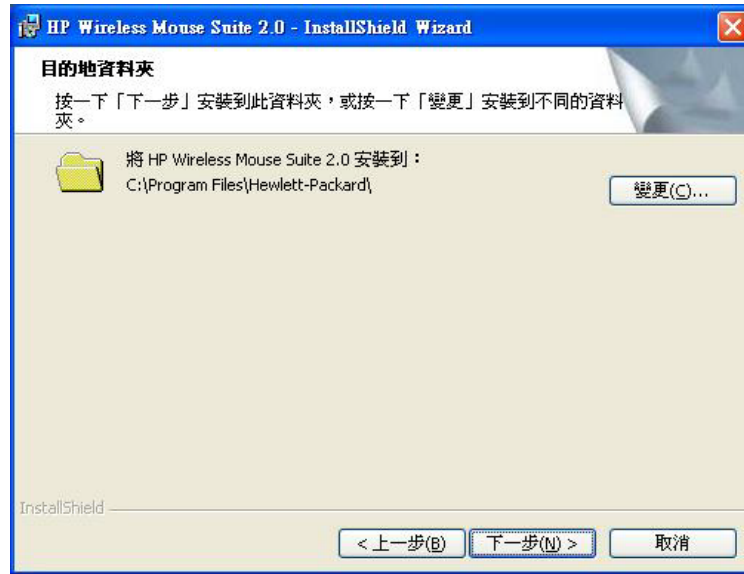 HP Wireless Mouse Suite 2.0 - InstallShield Wizard
目的地資料夾
按一下「下一步」安裝到此資料夾，或按一下「變更」安裝到不同的資料
夾。
將 HP Wireless Mouse Suite 2.0 安裝到：
C:\Program Files\Hewlett-Packard\
變更(C)...
InstallShield
< 上一步(B)
下一步(N) >
取消